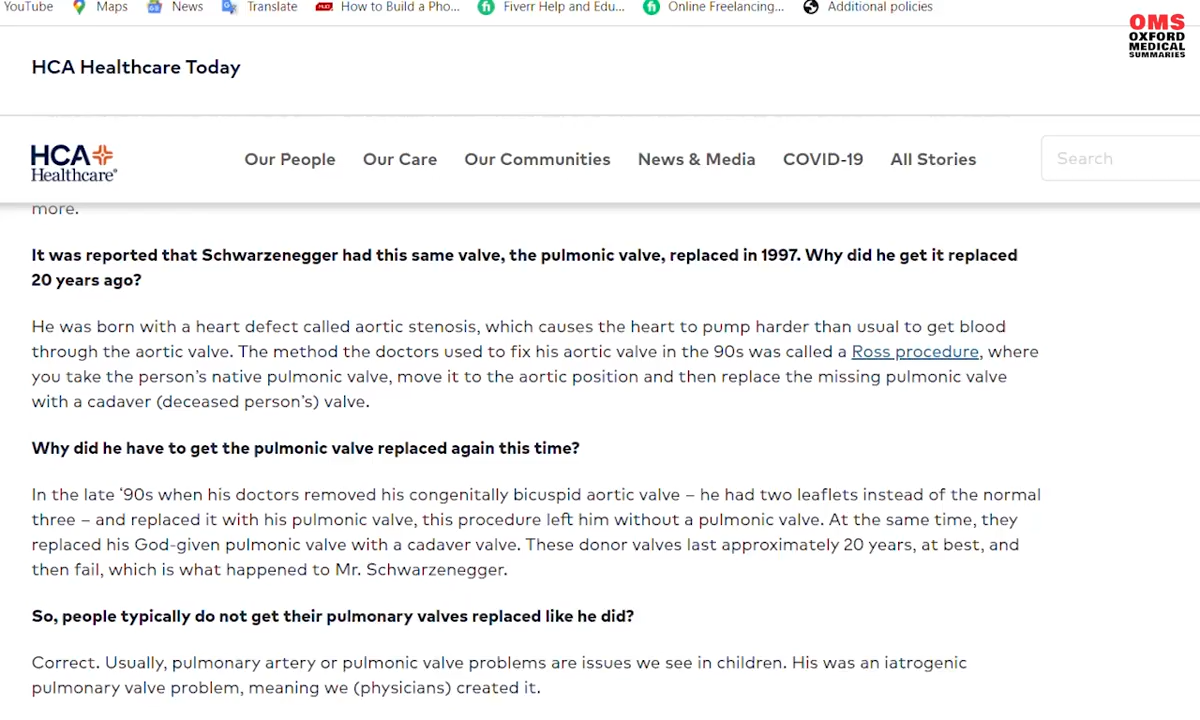 YouTube Maps News Translate How to Build a Pho... Fiverr Help and Edu... Online Freelancing... Additional policies
OMS
OXFORD
MEDICAL
SUMMARIES
HCA Healthcare Today
HCA
Healthcare®
Our People Our Care Our Communities News & Media COVID-19 All Stories Search
more.
It was reported that Schwarzenegger had this same valve, the pulmonic valve, replaced in 1997. Why did he get it replaced
20 years ago?
He was born with a heart defect called aortic stenosis, which causes the heart to pump harder than usual to get blood
through the aortic valve. The method the doctors used to fix his aortic valve in the 90s was called a Ross procedure, where
you take the person’s native pulmonic valve, move it to the aortic position and then replace the missing pulmonic valve
with a cadaver (deceased person’s) valve.
Why did he have to get the pulmonic valve replaced again this time?
In the late ‘90s when his doctors removed his congenitally bicuspid aortic valve – he had two leaflets instead of the normal
three – and replaced it with his pulmonic valve, this procedure left him without a pulmonic valve. At the same time, they
replaced his God-given pulmonic valve with a cadaver valve. These donor valves last approximately 20 years, at best, and
then fail, which is what happened to Mr. Schwarzenegger.
So, people typically do not get their pulmonary valves replaced like he did?
Correct. Usually, pulmonary artery or pulmonic valve problems are issues we see in children. His was an iatrogenic
pulmonary valve problem, meaning we (physicians) created it.